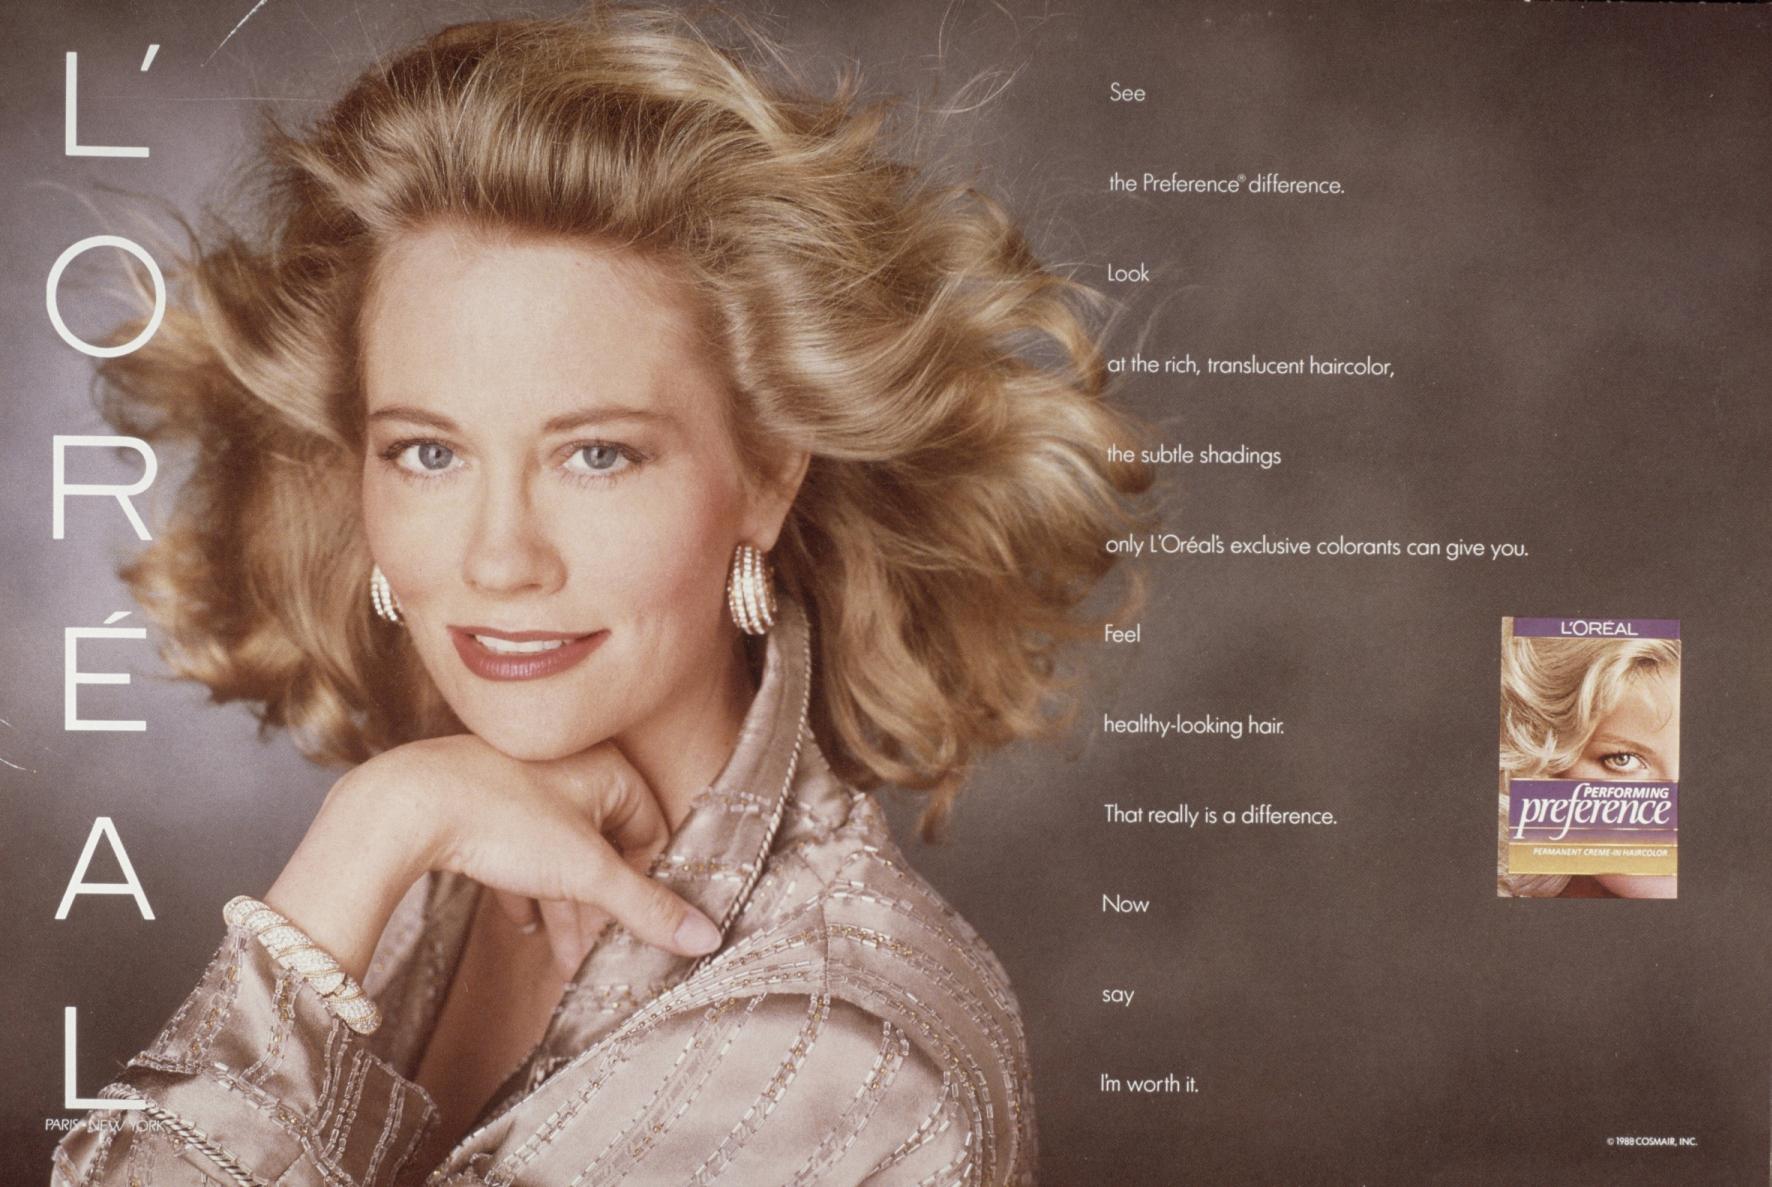 L'ORÉAL
PARIS • NEW YORK
See
the Preference® difference.
Look
at the rich, translucent haircolor,
the subtle shadings
only L'Oréal's exclusive colorants can give you.
Feel
healthy-looking hair.
That really is a difference.
Now
say
I'm worth it.
L'ORÉAL
PERFORMING
preference
PERMANENT CREME-IN HAIRCOLOR
© 1988 COSMAIR, INC.